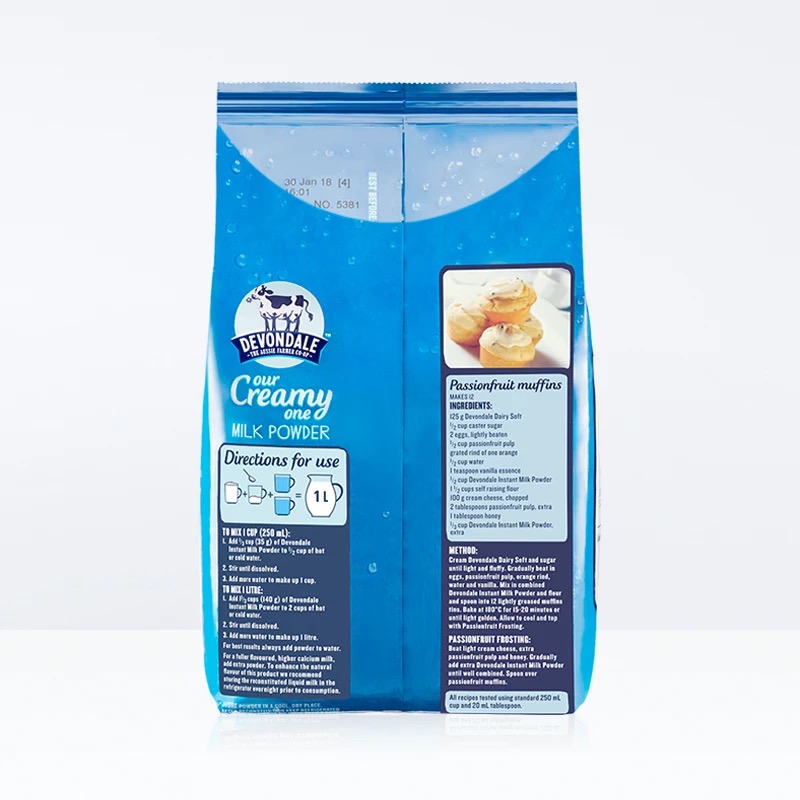 30 Jan 18 [4]
16:01
NO. 5381
BEST BEFORE
DEVONDALE™
- THE AUSSIE FARMER CO-OP -
our
Creamy
one
MILK POWDER
Directions for use
+ + = 1 L
TO MIX 1 CUP (250 mL):
1. Add 1/3 cup (35 g) of Devondale
Instant Milk Powder to 1/2 cup of hot
or cold water.
2. Stir until dissolved.
3. Add more water to make up 1 cup.
TO MIX 1 LITRE:
1. Add 1 1/3 cups (140 g) of Devondale
Instant Milk Powder to 2 cups of hot
or cold water.
2. Stir until dissolved.
3. Add more water to make up 1 litre.
For best results always add powder to water.
For a fuller flavoured, higher calcium milk,
add extra powder. To enhance the natural
flavour of this product we recommend
storing the reconstituted liquid milk in the
refrigerator overnight prior to consumption.
STORE POWDER IN A COOL, DRY PLACE.
Passionfruit muffins
MAKES 12
INGREDIENTS:
125 g Devondale Dairy Soft
1/2 cup caster sugar
2 eggs, lightly beaten
1/2 cup passionfruit pulp
grated rind of one orange
1/2 cup water
1 teaspoon vanilla essence
1/2 cup Devondale Instant Milk Powder
1 1/2 cups self raising flour
100 g cream cheese, chopped
2 tablespoons passionfruit pulp, extra
1 tablespoon honey
1/3 cup Devondale Instant Milk Powder,
extra
METHOD:
Cream Devondale Dairy Soft and sugar
until light and fluffy. Gradually beat in
eggs, passionfruit pulp, orange rind,
water and vanilla. Mix in combined
Devondale Instant Milk Powder and flour
and spoon into 12 lightly greased muffin
tins. Bake at 180°C for 15-20 minutes or
until light golden. Allow to cool and top
with Passionfruit Frosting.
PASSIONFRUIT FROSTING:
Beat light cream cheese, extra
passionfruit pulp and honey. Gradually
add extra Devondale Instant Milk Powder
until well combined. Spoon over
passionfruit muffins.
All recipes tested using standard 250 mL
cup and 20 mL tablespoon.